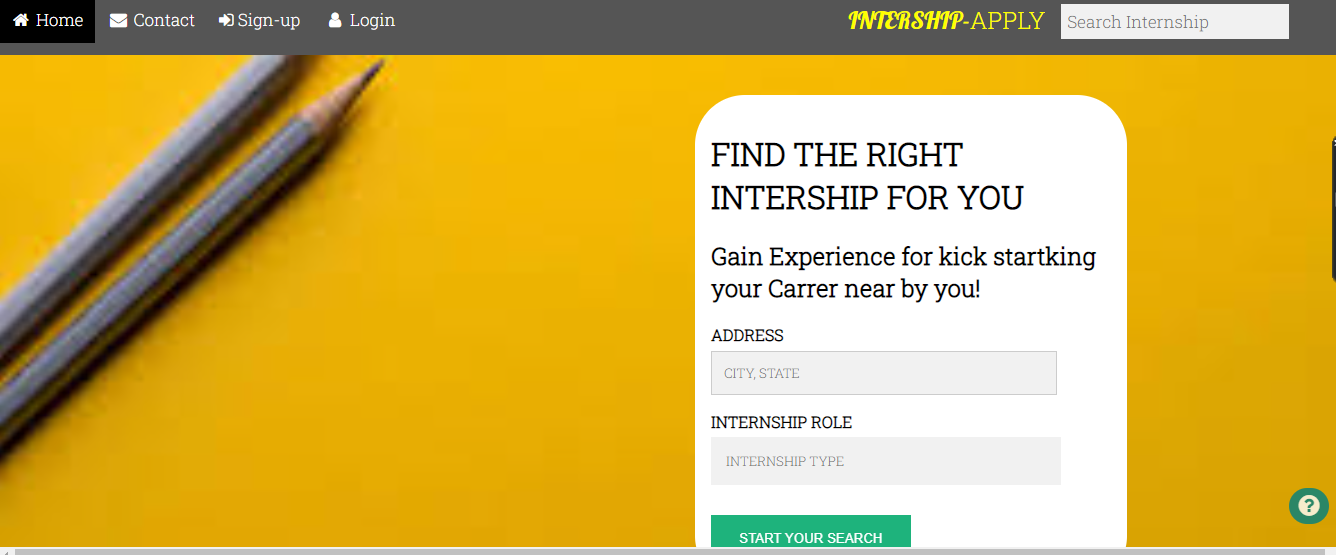 Home Contact Sign-up Login INTERSHIP-APPLY Search Internship
FIND THE RIGHT
INTERSHIP FOR YOU
Gain Experience for kick startking
your Carrer near by you!
ADDRESS
CITY, STATE
INTERNSHIP ROLE
INTERNSHIP TYPE
START YOUR SEARCH
?